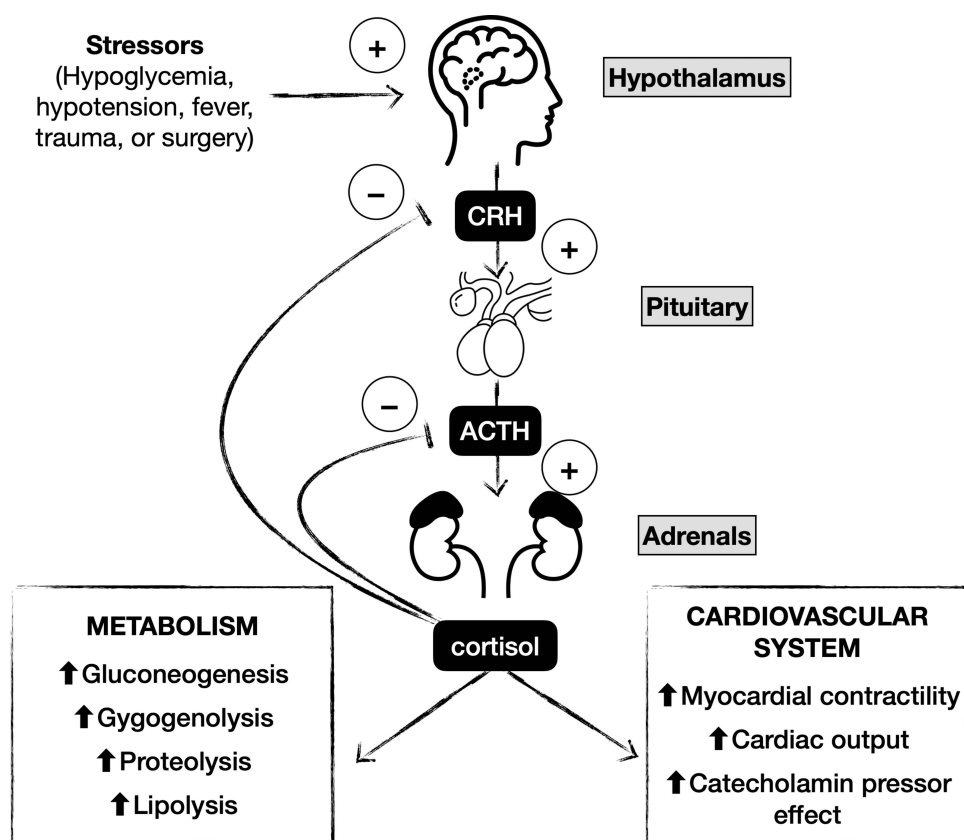 Stressors
(Hypoglycemia,
hypotension, fever,
trauma, or surgery)
+
Hypothalamus
−
CRH
+
Pituitary
−
ACTH
+
Adrenals
cortisol
METABOLISM
⬆Gluconeogenesis
⬆Gygogenolysis
⬆Proteolysis
⬆Lipolysis
CARDIOVASCULAR
SYSTEM
⬆Myocardial contractility
⬆Cardiac output
⬆Catecholamin pressor
effect